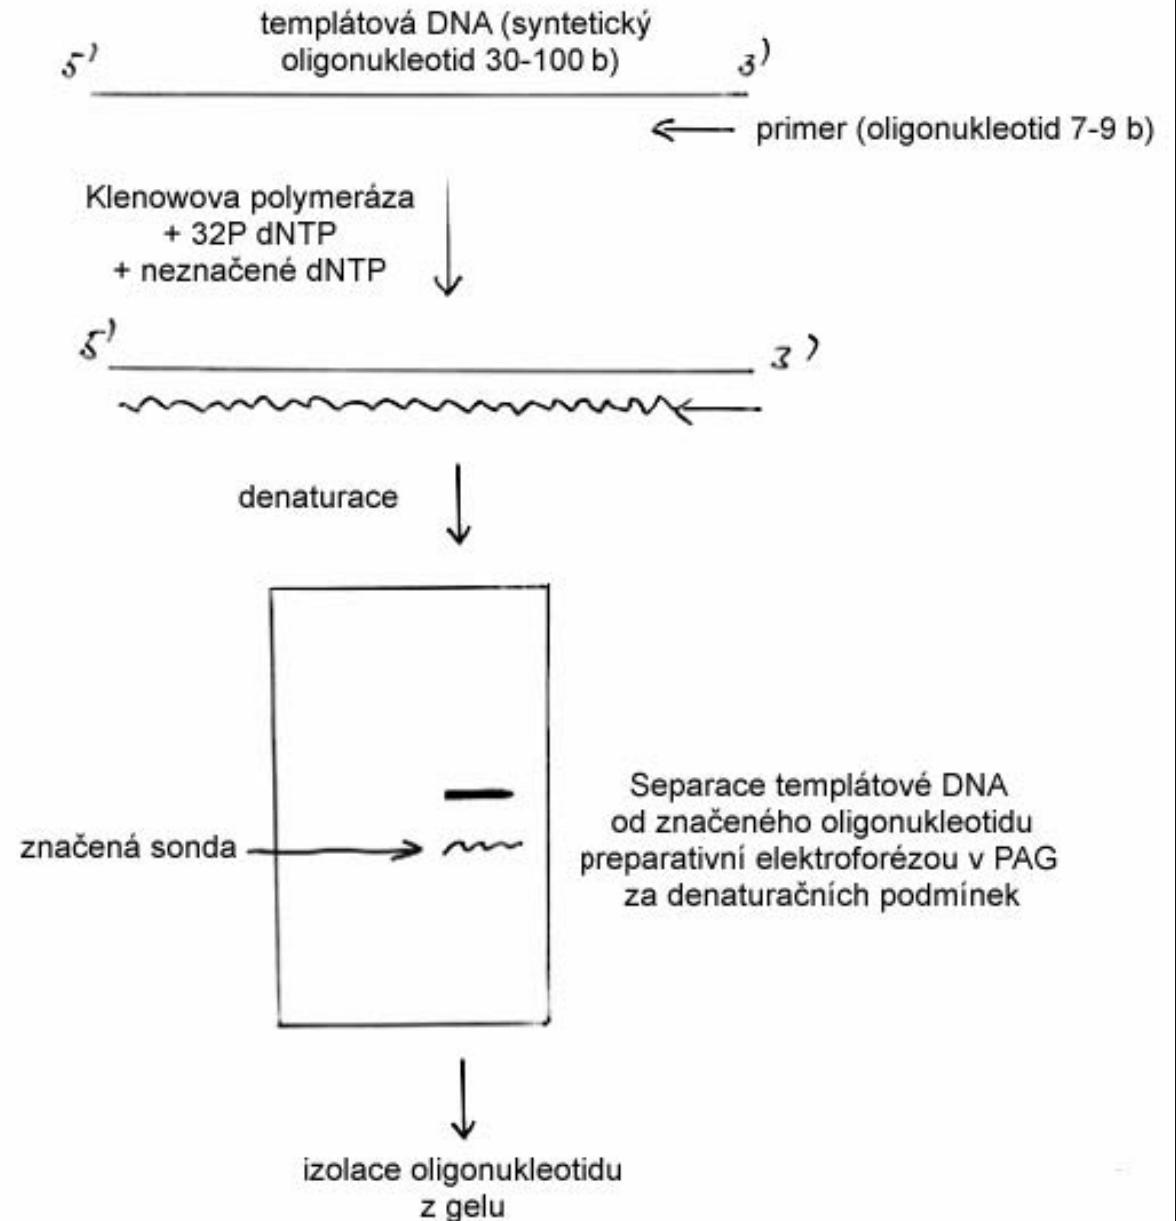 templátová DNA (syntetický
oligonukleotid 30-100 b)
5'
3'
primer (oligonukleotid 7-9 b)
Klenowova polymeráza
+ 32P dNTP
+ neznačené dNTP
5'
3'
denaturace
Separace templátové DNA
od značeného oligonukleotidu
preparativní elektroforézou v PAG
za denaturačních podmínek
značená sonda
izolace oligonukleotidu
z gelu